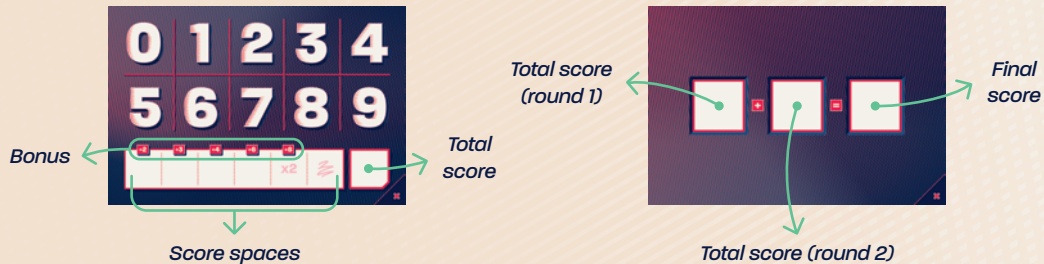 0 1 2 3 4
5 6 7 8 9
Bonus
x2
Total
score
Score spaces
Total score
(round 1)
+
=
Final
score
Total score (round 2)